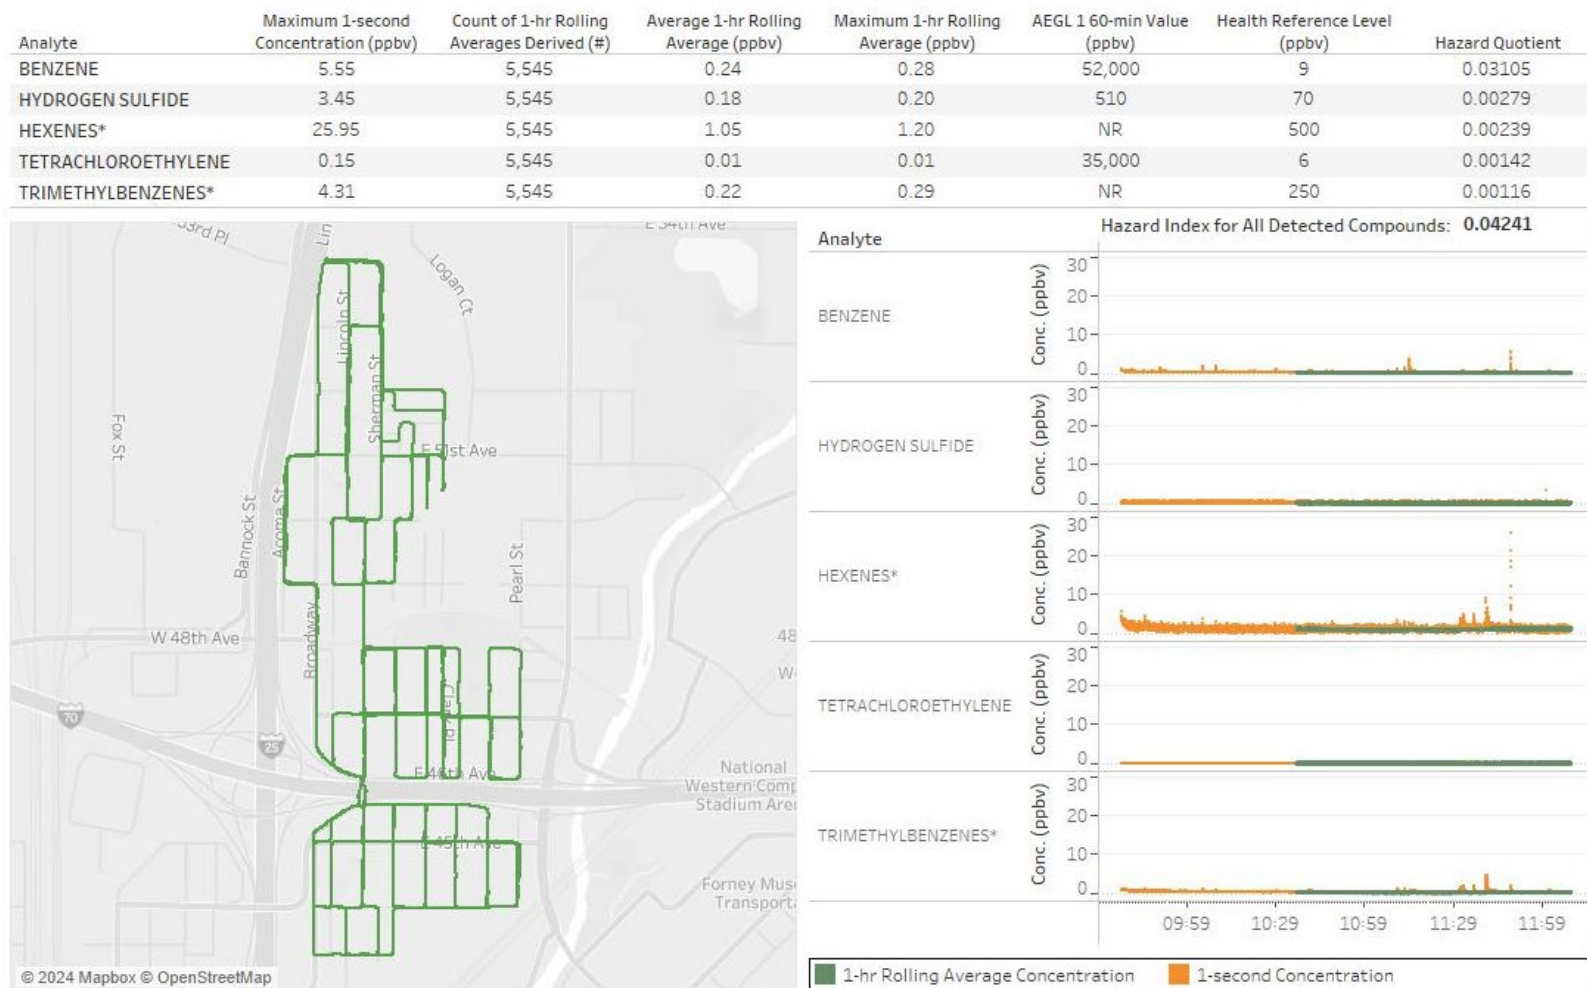 Maximum 1-second Count of 1-hr Rolling Average 1-hr Rolling Maximum 1-hr Rolling AEGL 1 60-min Value Health Reference Level
Analyte Concentration (ppbv) Averages Derived (#) Average (ppbv) Average (ppbv) (ppbv) (ppbv) Hazard Quotient
BENZENE 5.55 5,545 0.24 0.28 52,000 9 0.03105
HYDROGEN SULFIDE 3.45 5,545 0.18 0.20 510 70 0.00279
HEXENES* 25.95 5,545 1.05 1.20 NR 500 0.00239
TETRACHLOROETHYLENE 0.15 5,545 0.01 0.01 35,000 6 0.00142
TRIMETHYLBENZENES* 4.31 5,545 0.22 0.29 NR 250 0.00116
Lin
E 54th Ave
Logan Ct
Lincoln St
Sherman St
Fox St
E 51st Ave
Bannock St
Acoma St
Pearl St
W 48th Ave
Broadway
48
W
70
25
E 46th Ave
National
Western Comp
Stadium Aren
E 45th Ave
Forney Muse
Transporta
© 2024 Mapbox © OpenStreetMap
Hazard Index for All Detected Compounds: 0.04241
Analyte
BENZENE
Conc. (ppbv)
30
20
10
0
HYDROGEN SULFIDE
Conc. (ppbv)
30
20
10
0
HEXENES*
Conc. (ppbv)
30
20
10
0
TETRACHLOROETHYLENE
Conc. (ppbv)
30
20
10
0
TRIMETHYLBENZENES*
Conc. (ppbv)
30
20
10
0
09:59 10:29 10:59 11:29 11:59
1-hr Rolling Average Concentration 1-second Concentration